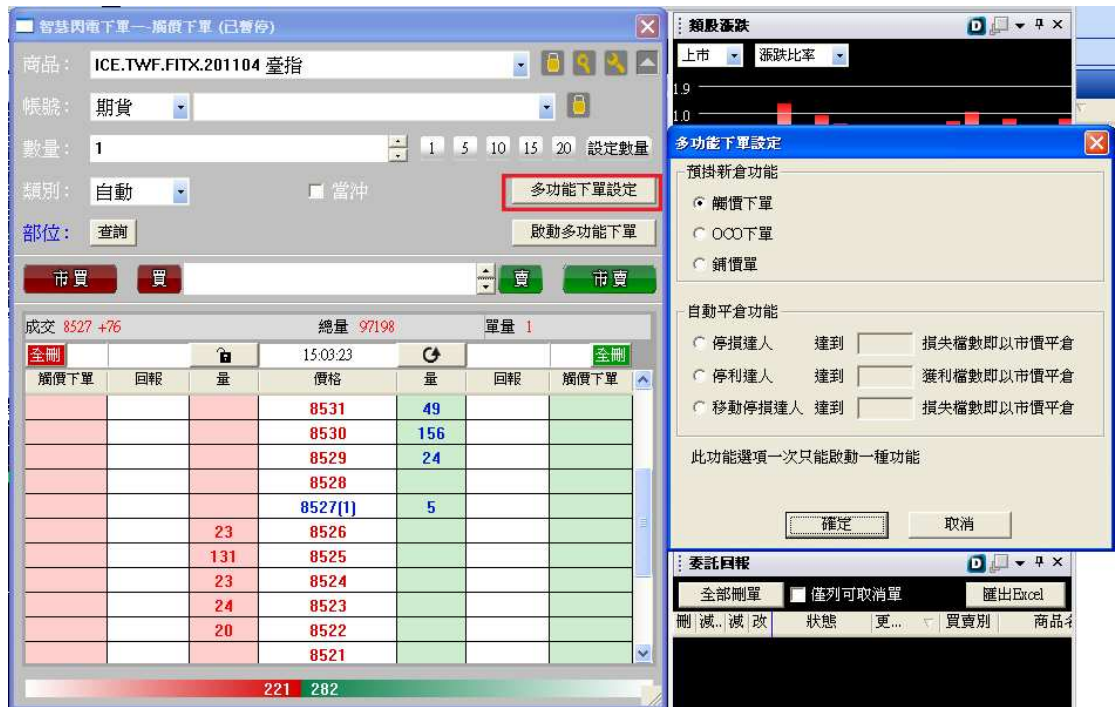 智慧閃電下單--觸價下單 (已暫停)
商品： ICE.TWF.FITX.201104 臺指
帳號： 期貨
數量： 1 1 5 10 15 20 設定數量
類別： 自動 當沖 多功能下單設定
部位： 查詢 啟動多功能下單
市買 買 賣 市賣
成交 8527 +76 總量 97198 單量 1
全刪 15:03:23 全刪
觸價下單 回報 量 價格 量 回報 觸價下單
8531 49
8530 156
8529 24
8528
8527(1) 5
23 8526
131 8525
23 8524
24 8523
20 8522
8521
221 282
類股漲跌
上市 漲跌比率
1.9
1.0
多功能下單設定
預掛新倉功能
觸價下單
OCO下單
鋪價單
自動平倉功能
停損達人 達到 損失檔數即以市價平倉
停利達人 達到 獲利檔數即以市價平倉
移動停損達人 達到 損失檔數即以市價平倉
此功能選項一次只能啟動一種功能
確定 取消
委託回報
全部刪單 僅列可取消單 匯出Excel
刪 減.. 減 改 狀態 更... 買賣別 商品